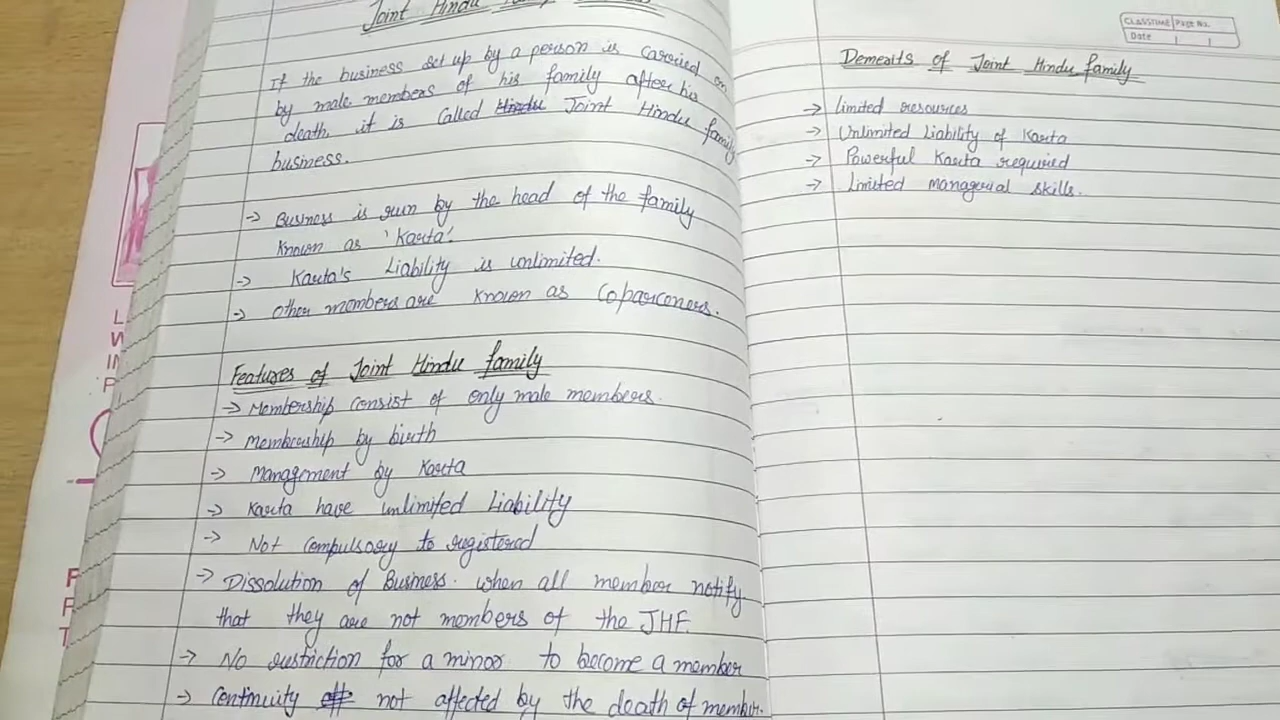 Joint Hindu
If the business set up by a person is carried on
by male members of his family after his
death, it is called Hindu Joint Hindu family
business.
→ Business is run by the head of the family
known as 'Karta'.
→ Karta's Liability is unlimited.
→ Other members are known as Coparceners.
Features of Joint Hindu family
→ Membership consist of only male members.
→ Membership by birth
→ Management by Karta
→ Karta have unlimited Liability
→ Not compulsory to registered
→ Dissolution of Business. when all member notify
that they are not members of the JHF.
→ No restriction for a minor to become a member
→ Continuity off not affected by the death of member.
CLASSTIME Page No.
Date
Demerits of Joint Hindu family
→ Limited resources
→ Unlimited Liability of Karta
→ Powerful Karta required
→ Limited managerial skills.
L
W
IN
P
F
F
T